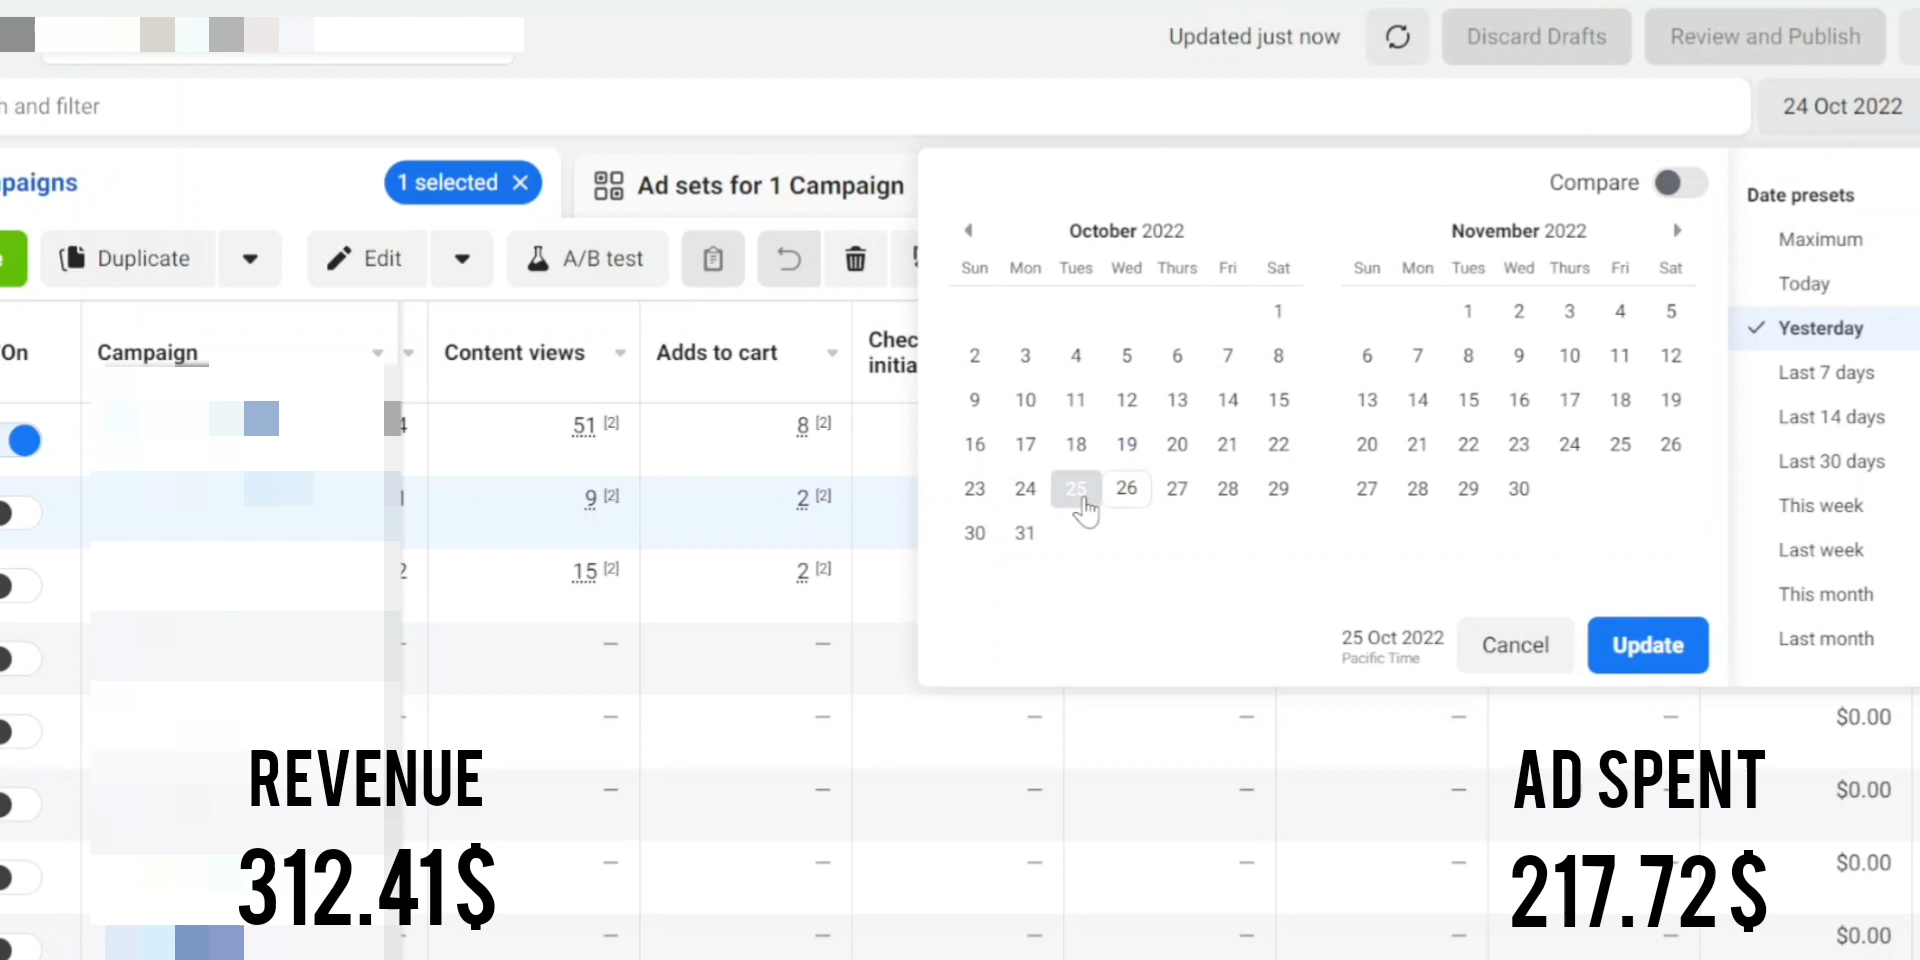 Updated just now
Discard Drafts
Review and Publish
h and filter
24 Oct 2022
paigns
1 selected
Ad sets for 1 Campaign
Duplicate
Edit
A/B test
On
Campaign
Content views
Adds to cart
Chec
initia
4 51 [2] 8 [2]
9 [2] 2 [2]
2 15 [2] 2 [2]
— —
Compare
October 2022
Sun Mon Tues Wed Thurs Fri Sat
1
2 3 4 5 6 7 8
9 10 11 12 13 14 15
16 17 18 19 20 21 22
23 24 25 26 27 28 29
30 31
November 2022
Sun Mon Tues Wed Thurs Fri Sat
1 2 3 4 5
6 7 8 9 10 11 12
13 14 15 16 17 18 19
20 21 22 23 24 25 26
27 28 29 30
25 Oct 2022
Pacific Time
Cancel
Update
Date presets
Maximum
Today
Yesterday
Last 7 days
Last 14 days
Last 30 days
This week
Last week
This month
Last month
— — — — — — $0.00
— — — — — — $0.00
— — — — — — $0.00
— — — — — — $0.00
REVENUE
312.41$
AD SPENT
217.72$